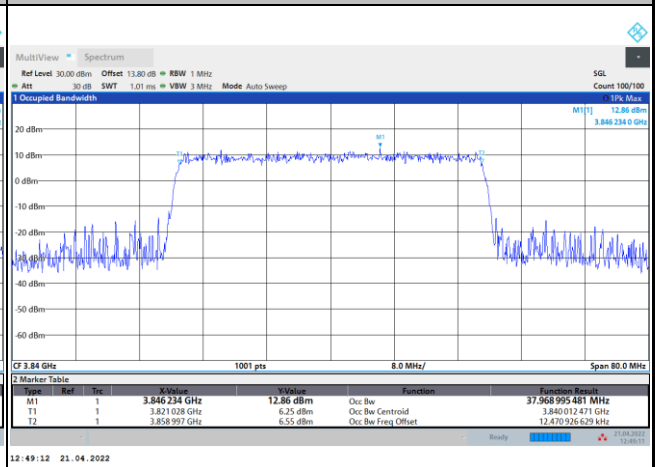 MultiView Spectrum
Ref Level 30.00 dBm Offset 13.80 dB RBW 1 MHz SGL
Att 30 dB SWT 1.01 ms VBW 3 MHz Mode Auto Sweep Count 100/100
1 Occupied Bandwidth 1Pk Max
M1[1] 12.86 dBm
3.846 234 0 GHz
20 dBm
M1
10 dBm
T1 T2
0 dBm
-10 dBm
-20 dBm
-30 dBm
-40 dBm
-50 dBm
-60 dBm
CF 3.84 GHz 1001 pts 8.0 MHz/ Span 80.0 MHz
2 Marker Table
Type Ref Trc X-Value Y-Value Function Function Result
M1 1 3.846 234 GHz 12.86 dBm Occ Bw 37.968 995 481 MHz
T1 1 3.821 028 GHz 6.25 dBm Occ Bw Centroid 3.840 012 471 GHz
T2 1 3.858 997 GHz 6.55 dBm Occ Bw Freq Offset 12.470 926 629 kHz
Ready 21.04.2022
12:49:11
12:49:12 21.04.2022